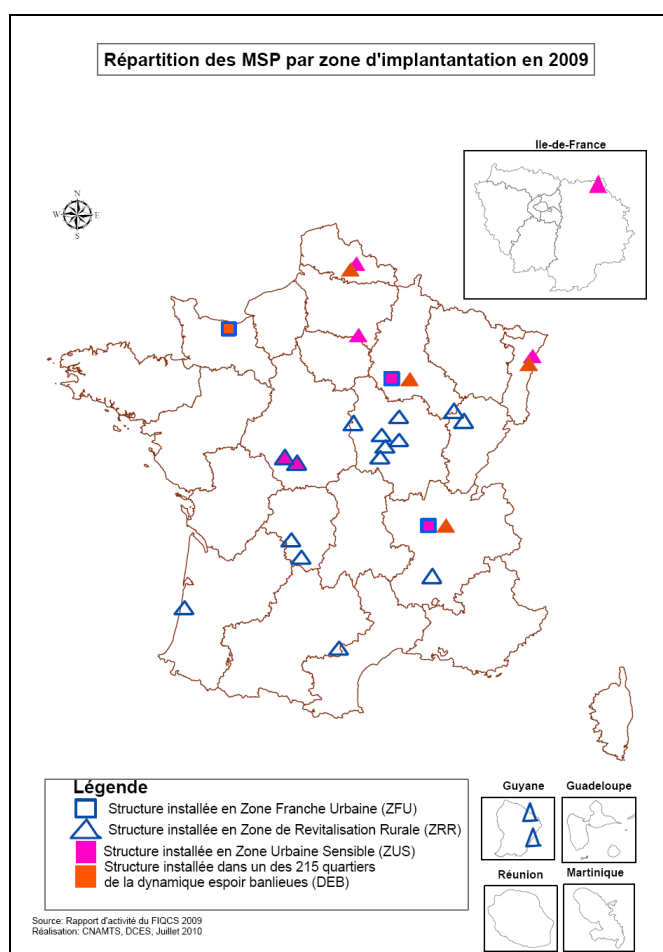 Répartition des MSP par zone d'implantantation en 2009
Ile-de-France
N
W E
S
Légende
Structure installée en Zone Franche Urbaine (ZFU)
Structure installée en Zone de Revitalisation Rurale (ZRR)
Structure installée en Zone Urbaine Sensible (ZUS)
Structure installée dans un des 215 quartiers
de la dynamique espoir banlieues (DEB)
Guyane Guadeloupe
Réunion Martinique
Source: Rapport d'activité du FIQCS 2009
Réalisation: CNAMTS, DCES, Juillet 2010